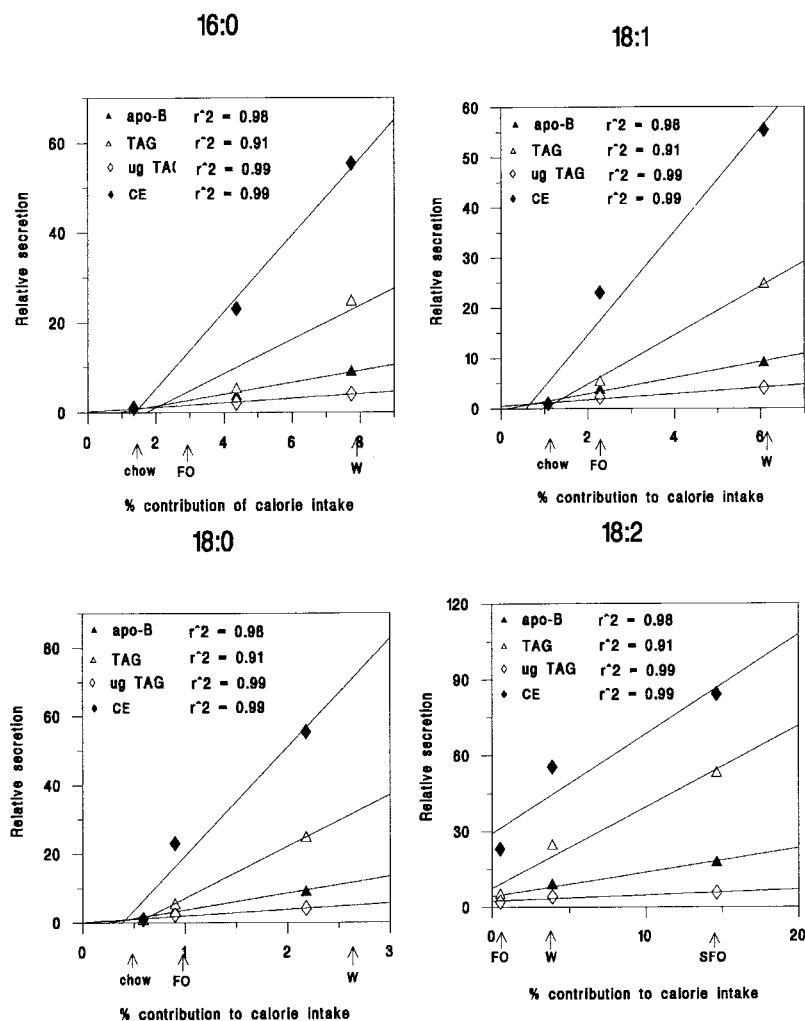 16:0
70
60
40
20
0
Relative secretion
▲ apo-B r^2 = 0.98
△ TAG r^2 = 0.91
◇ ug TAC r^2 = 0.99
◆ CE r^2 = 0.99
0 2 4 6 8
chow FO W
% contribution of calorie intake
18:1
60
50
40
30
20
10
0
Relative secretion
▲ apo-B r^2 = 0.98
△ TAG r^2 = 0.91
◇ ug TAG r^2 = 0.99
◆ CE r^2 = 0.99
0 2 4 6
chow FO W
% contribution to calorie intake
18:0
80
60
40
20
0
Relative secretion
▲ apo-B r^2 = 0.98
△ TAG r^2 = 0.91
◇ ug TAG r^2 = 0.99
◆ CE r^2 = 0.99
0 1 2 3
chow FO W
% contribution to calorie intake
18:2
120
90
60
30
0
Relative secretion
▲ apo-B r^2 = 0.98
△ TAG r^2 = 0.91
◇ ug TAG r^2 = 0.99
◆ CE r^2 = 0.99
0 10 20
FO W SFO
% contribution to calorie intake